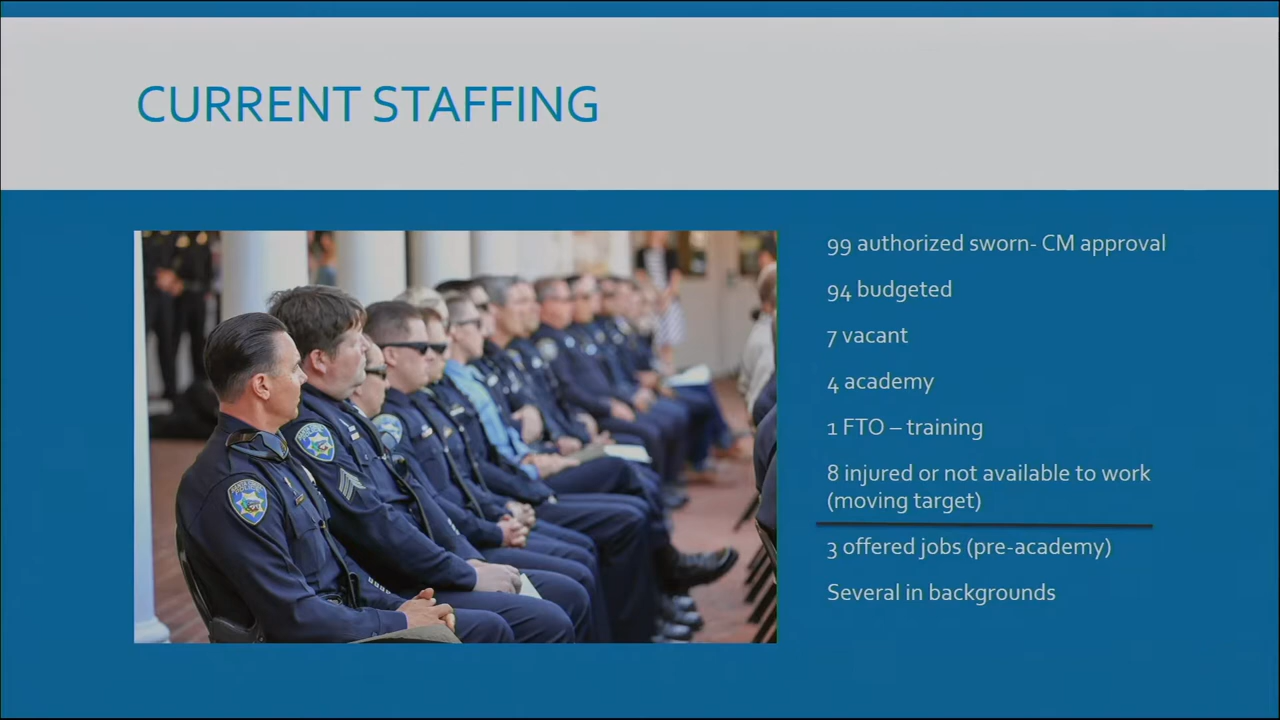 CURRENT STAFFING
99 authorized sworn- CM approval
94 budgeted
7 vacant
4 academy
1 FTO – training
8 injured or not available to work
(moving target)
3 offered jobs (pre-academy)
Several in backgrounds